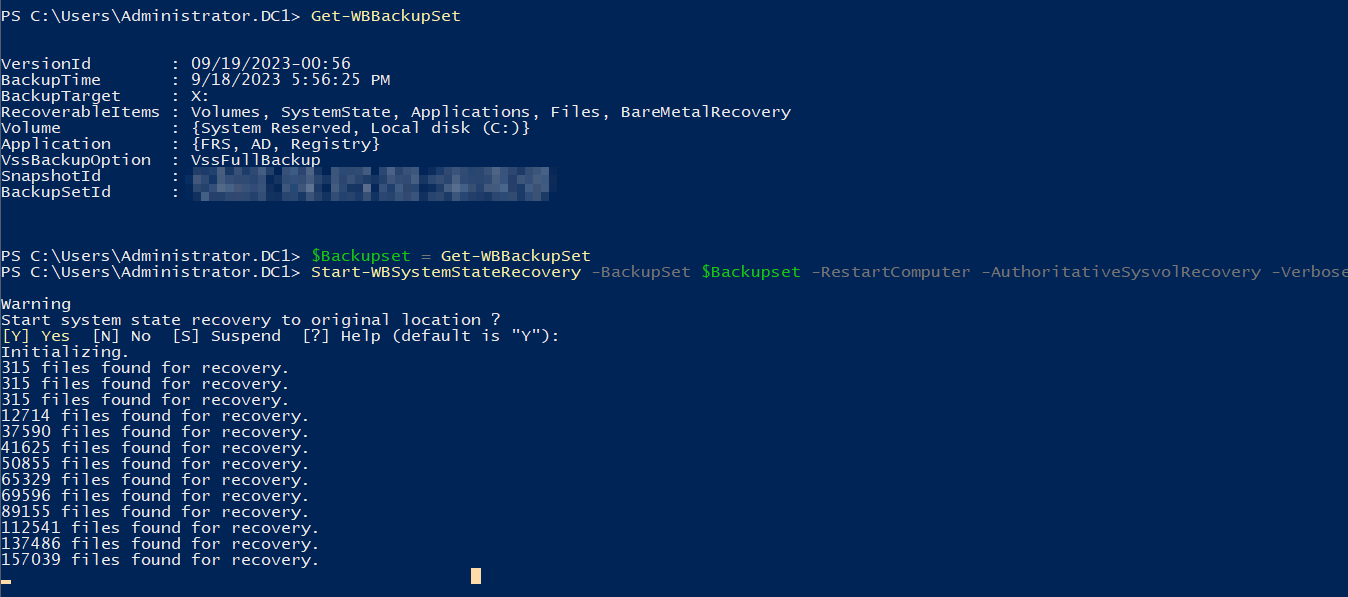 PS C:\Users\Administrator.DC1> Get-WBBackupSet
VersionId        : 09/19/2023-00:56
BackupTime       : 9/18/2023 5:56:25 PM
BackupTarget     : X:
RecoverableItems : Volumes, SystemState, Applications, Files, BareMetalRecovery
Volume           : {System Reserved, Local disk (C:)}
Application      : {FRS, AD, Registry}
VssBackupOption  : VssFullBackup
SnapshotId       :
BackupSetId      :
PS C:\Users\Administrator.DC1> $Backupset = Get-WBBackupSet
PS C:\Users\Administrator.DC1> Start-WBSystemStateRecovery -BackupSet $Backupset -RestartComputer -AuthoritativeSysvolRecovery -Verbose
Warning
Start system state recovery to original location ?
[Y] Yes  [N] No  [S] Suspend  [?] Help (default is "Y"):
Initializing.
315 files found for recovery.
315 files found for recovery.
315 files found for recovery.
12714 files found for recovery.
37590 files found for recovery.
41625 files found for recovery.
50855 files found for recovery.
65329 files found for recovery.
69596 files found for recovery.
89155 files found for recovery.
112541 files found for recovery.
137486 files found for recovery.
157039 files found for recovery.